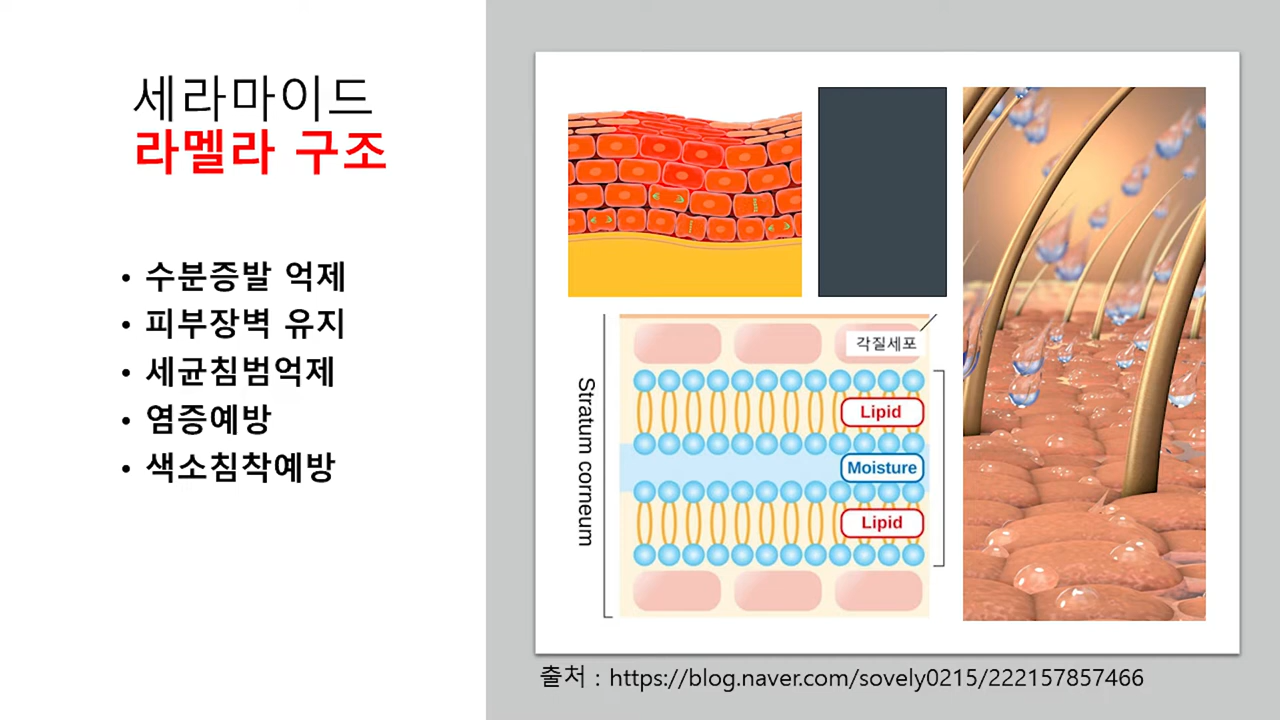 세라마이드
라멜라 구조
• 수분증발 억제
• 피부장벽 유지
• 세균침범억제
• 염증예방
• 색소침착예방
각질세포
Stratum corneum
Lipid
Moisture
Lipid
출처 : https://blog.naver.com/sovely0215/222157857466